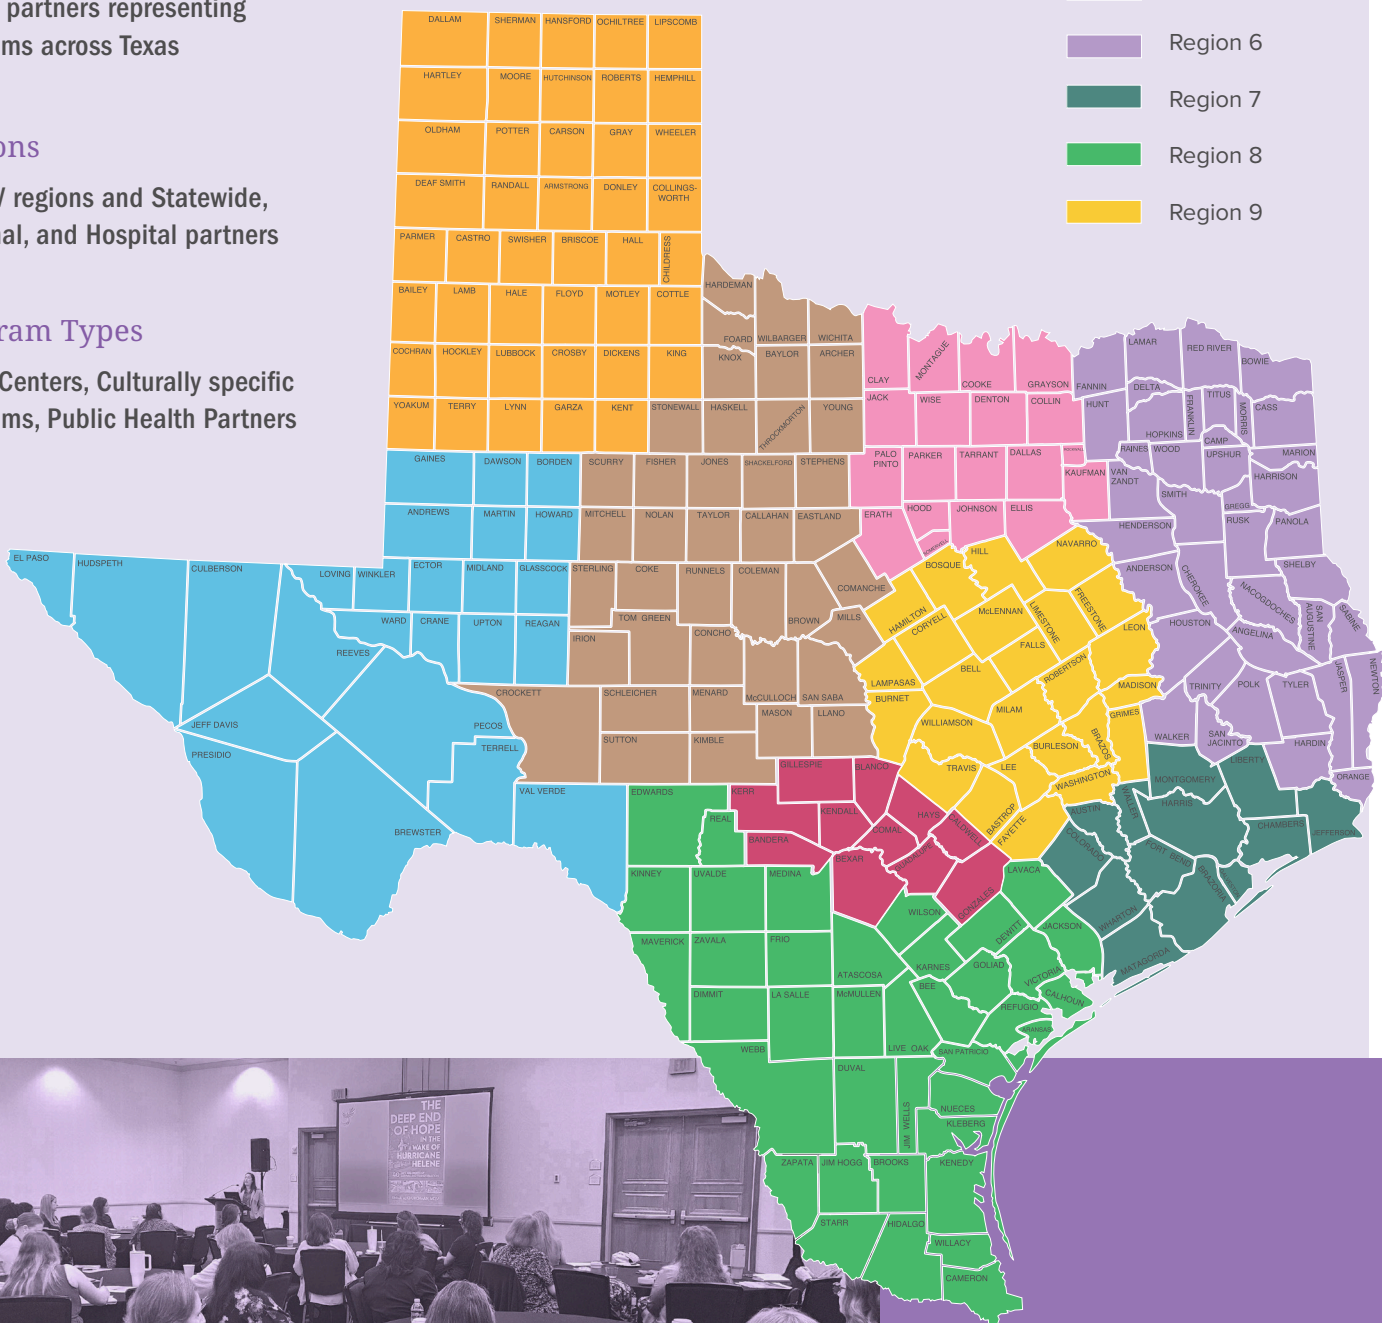 partners representing
ms across Texas
ons
V regions and Statewide,
nal, and Hospital partners
ram Types
Centers, Culturally specific
ms, Public Health Partners
Region 6
Region 7
Region 8
Region 9
DALLAM SHERMAN HANSFORD OCHILTREE LIPSCOMB
HARTLEY MOORE HUTCHINSON ROBERTS HEMPHILL
OLDHAM POTTER CARSON GRAY WHEELER
DEAF SMITH RANDALL ARMSTRONG DONLEY COLLINGS-
WORTH
PARMER CASTRO SWISHER BRISCOE HALL CHILDRESS
BAILEY LAMB HALE FLOYD MOTLEY COTTLE
HARDEMAN
FOARD WILBARGER WICHITA
COCHRAN HOCKLEY LUBBOCK CROSBY DICKENS KING KNOX BAYLOR ARCHER
CLAY MONTAGUE COOKE GRAYSON FANNIN LAMAR RED RIVER BOWIE
DELTA
YOAKUM TERRY LYNN GARZA KENT STONEWALL HASKELL THROCKMORTON YOUNG JACK WISE DENTON COLLIN HUNT HOPKINS FRANKLIN TITUS MORRIS CASS
CAMP
GAINES DAWSON BORDEN SCURRY FISHER JONES SHACKELFORD STEPHENS PALO
PINTO PARKER TARRANT DALLAS ROCKWALL KAUFMAN RAINES WOOD UPSHUR MARION
VAN
ZANDT SMITH GREGG HARRISON
ANDREWS MARTIN HOWARD MITCHELL NOLAN TAYLOR CALLAHAN EASTLAND ERATH HOOD SOMERVELL JOHNSON ELLIS HENDERSON RUSK PANOLA
EL PASO HUDSPETH CULBERSON LOVING WINKLER ECTOR MIDLAND GLASSCOCK STERLING COKE RUNNELS COLEMAN BROWN COMANCHE BOSQUE HILL NAVARRO ANDERSON CHEROKEE SHELBY
WARD CRANE UPTON REAGAN IRION TOM GREEN CONCHO MILLS HAMILTON CORYELL McLENNAN LIMESTONE FREESTONE LEON HOUSTON NACOGDOCHES SAN
AUGUSTINE SABINE
ANGELINA
REEVES FALLS
LAMPASAS BELL ROBERTSON MADISON TRINITY POLK TYLER JASPER NEWTON
CROCKETT SCHLEICHER MENARD McCULLOCH SAN SABA BURNET MILAM GRIMES
JEFF DAVIS PECOS MASON LLANO WILLIAMSON BRAZOS WALKER SAN
JACINTO HARDIN
PRESIDIO TERRELL SUTTON KIMBLE BURLESON
GILLESPIE BLANCO TRAVIS LEE WASHINGTON MONTGOMERY LIBERTY ORANGE
BREWSTER VAL VERDE EDWARDS KERR KENDALL HAYS CALDWELL BASTROP FAYETTE AUSTIN WALLER HARRIS CHAMBERS JEFFERSON
REAL BANDERA COMAL GUADALUPE COLORADO FORT BEND BRAZORIA
KINNEY UVALDE MEDINA BEXAR GONZALES LAVACA WHARTON
WILSON DEWITT JACKSON MATAGORDA
MAVERICK ZAVALA FRIO ATASCOSA KARNES GOLIAD VICTORIA
DIMMIT LA SALLE McMULLEN BEE REFUGIO CALHOUN
ARANSAS
WEBB LIVE OAK SAN PATRICIO
DUVAL JIM WELLS NUECES
KLEBERG
ZAPATA JIM HOGG BROOKS KENEDY
STARR HIDALGO WILLACY
CAMERON
EXIT
THE
DEEP END
OF HOPE
IN THE
WAKE OF
HURRICANE
HELENE